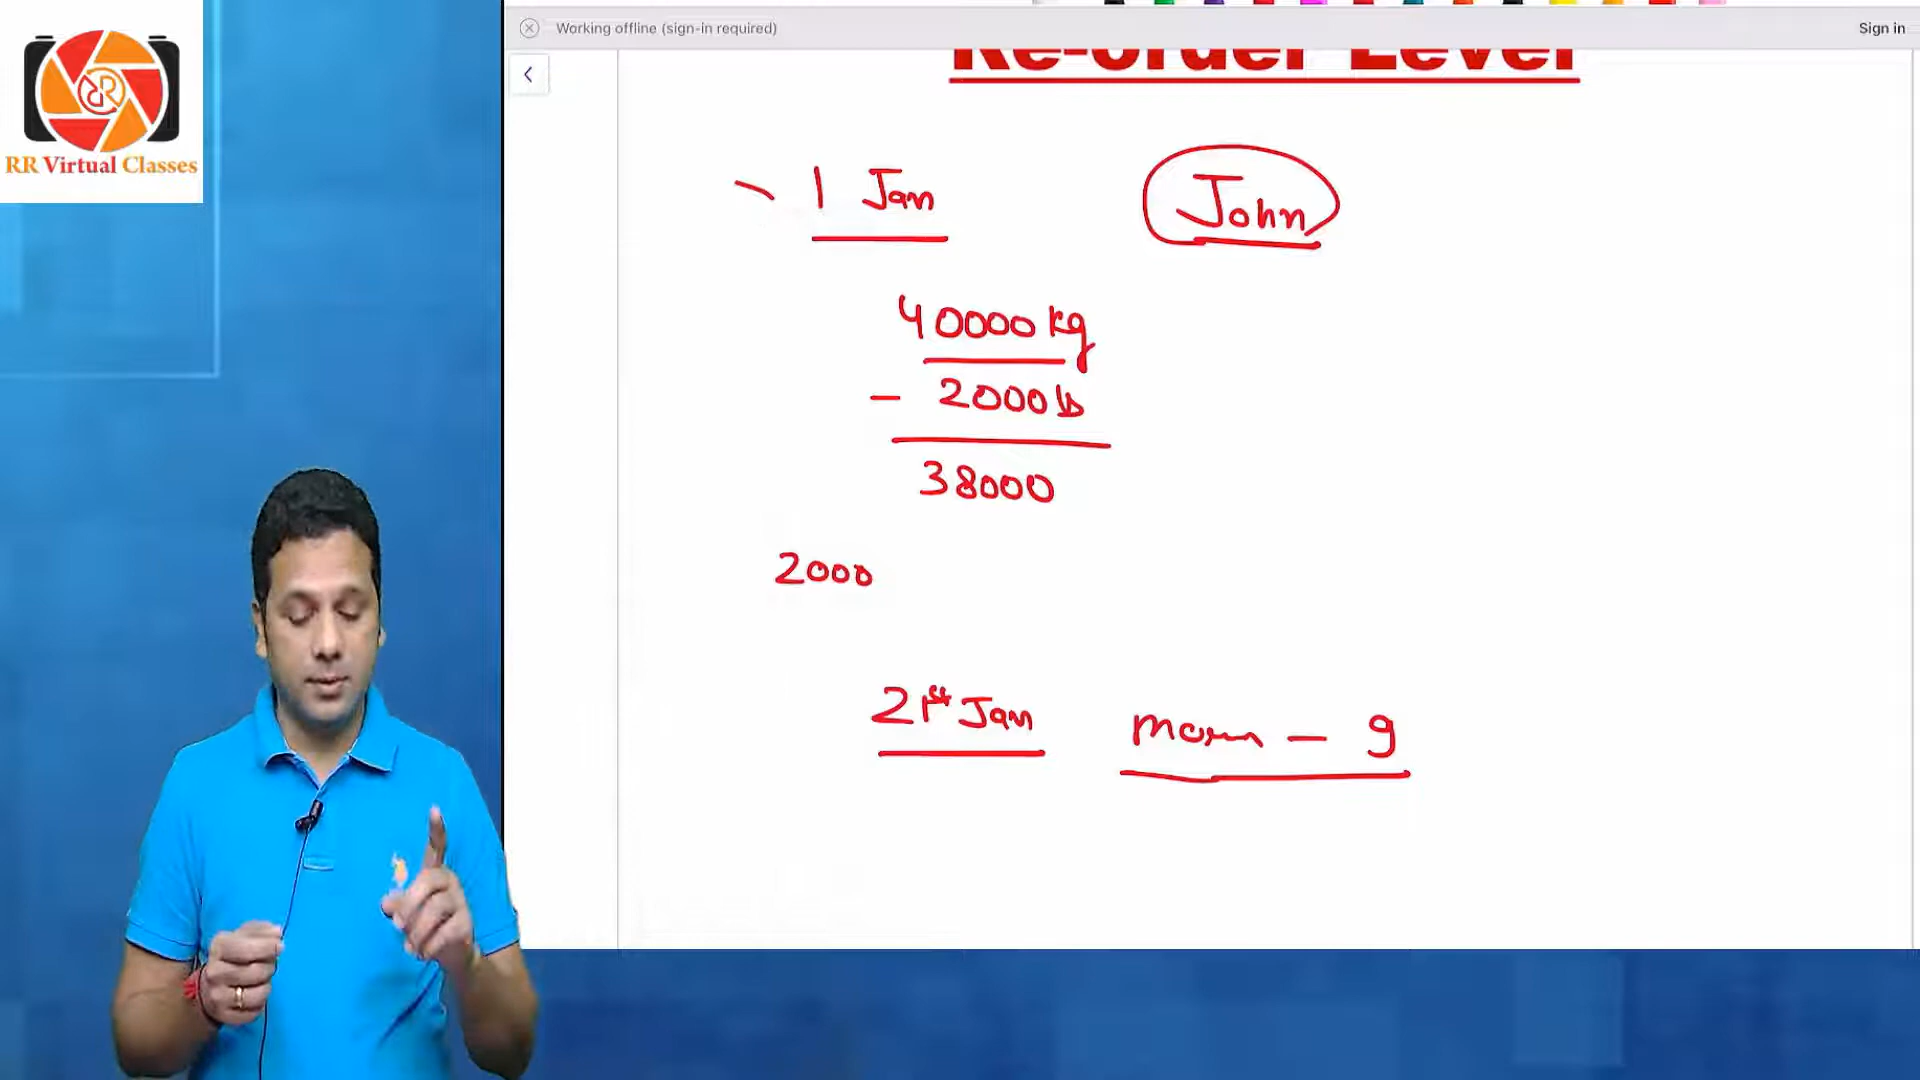 RR Virtual Classes
Working offline (sign-in required)
Sign in
Re-order Level
1 Jan
John
40000 kg
- 2000 
38000
2000
21st Jan
morn - 9